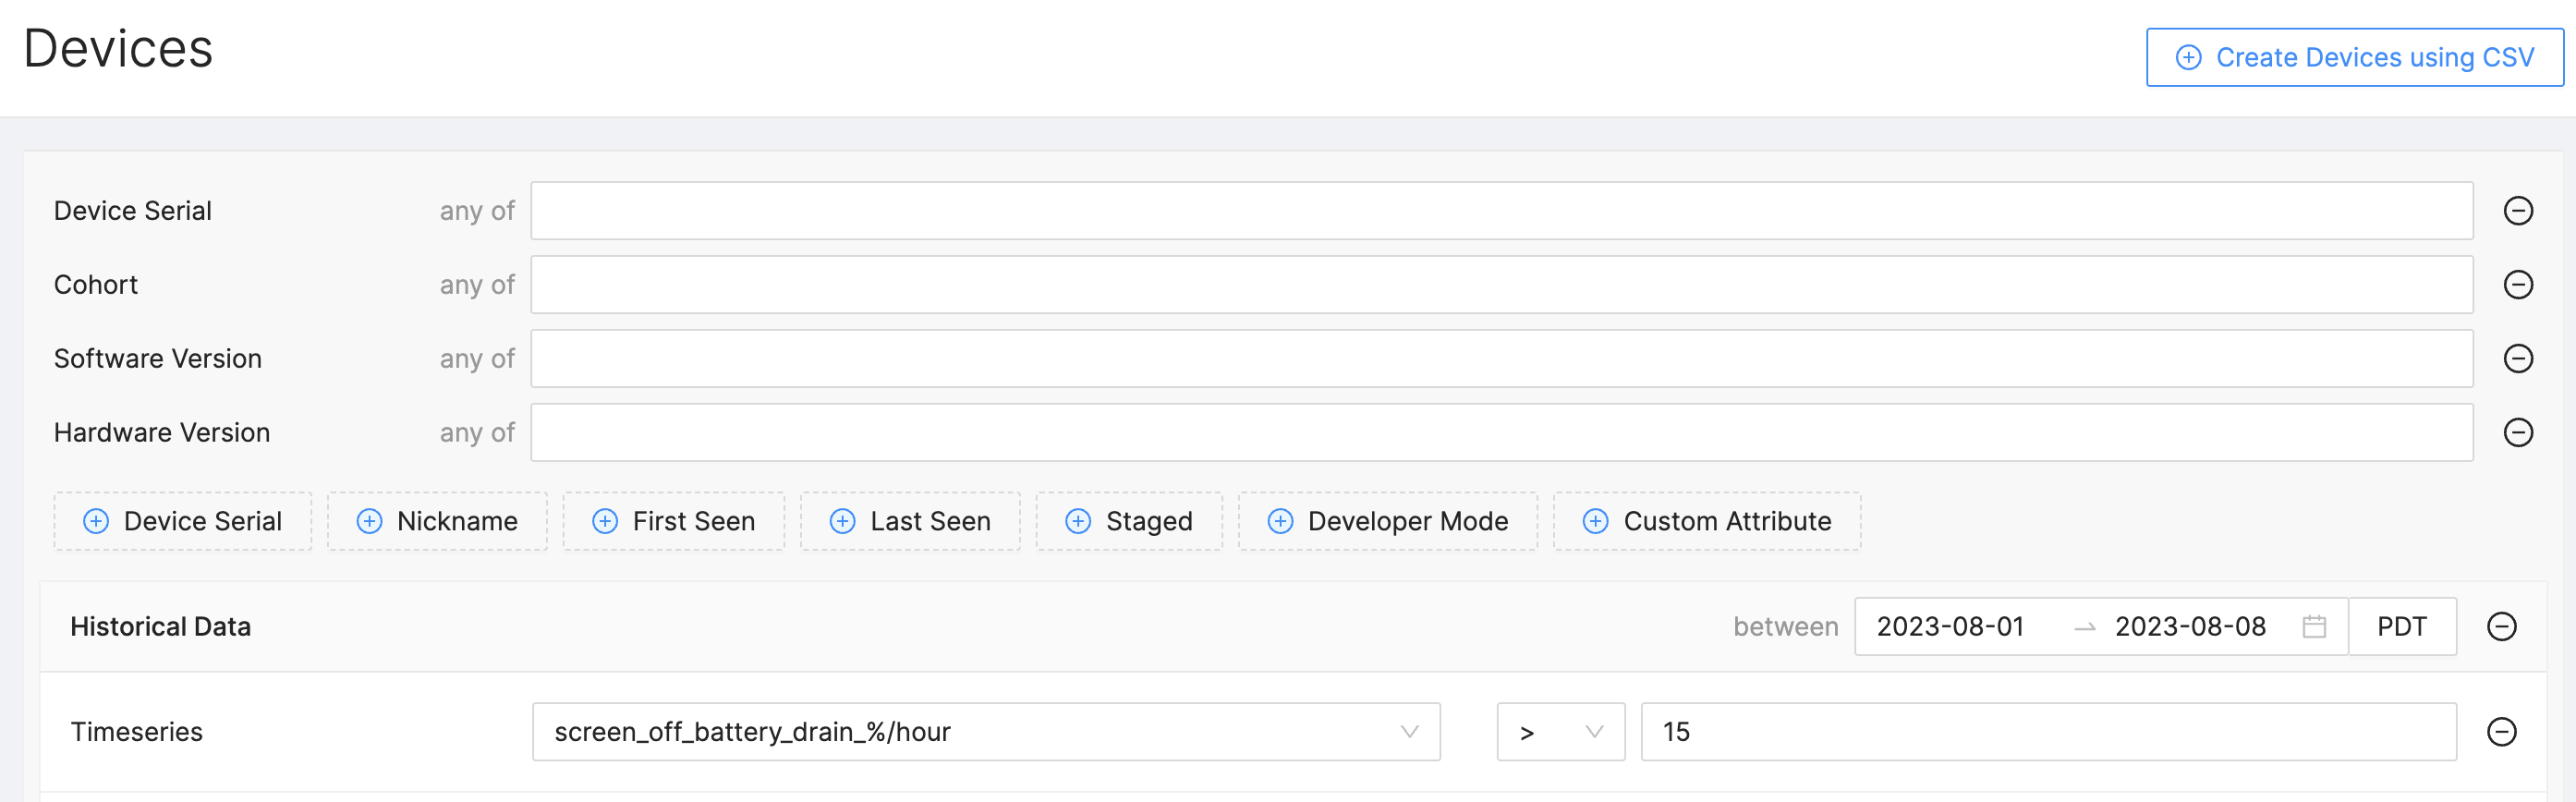 Devices
Create Devices using CSV
Device Serial any of
Cohort any of
Software Version any of
Hardware Version any of
Device Serial Nickname First Seen Last Seen Staged Developer Mode Custom Attribute
Historical Data between 2023-08-01 → 2023-08-08 PDT
Timeseries screen_off_battery_drain_%/hour > 15